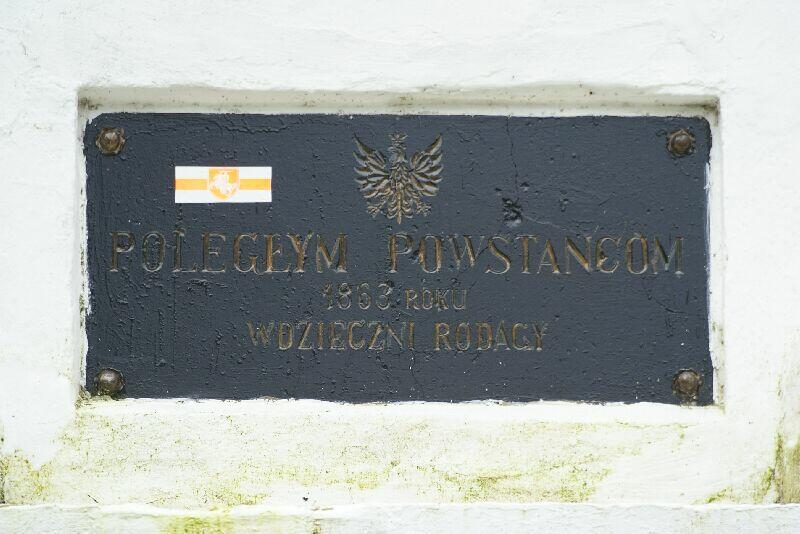 POLEGŁYM POWSTAŃCOM
1863 ROKU
WDZIĘCZNI RODACY